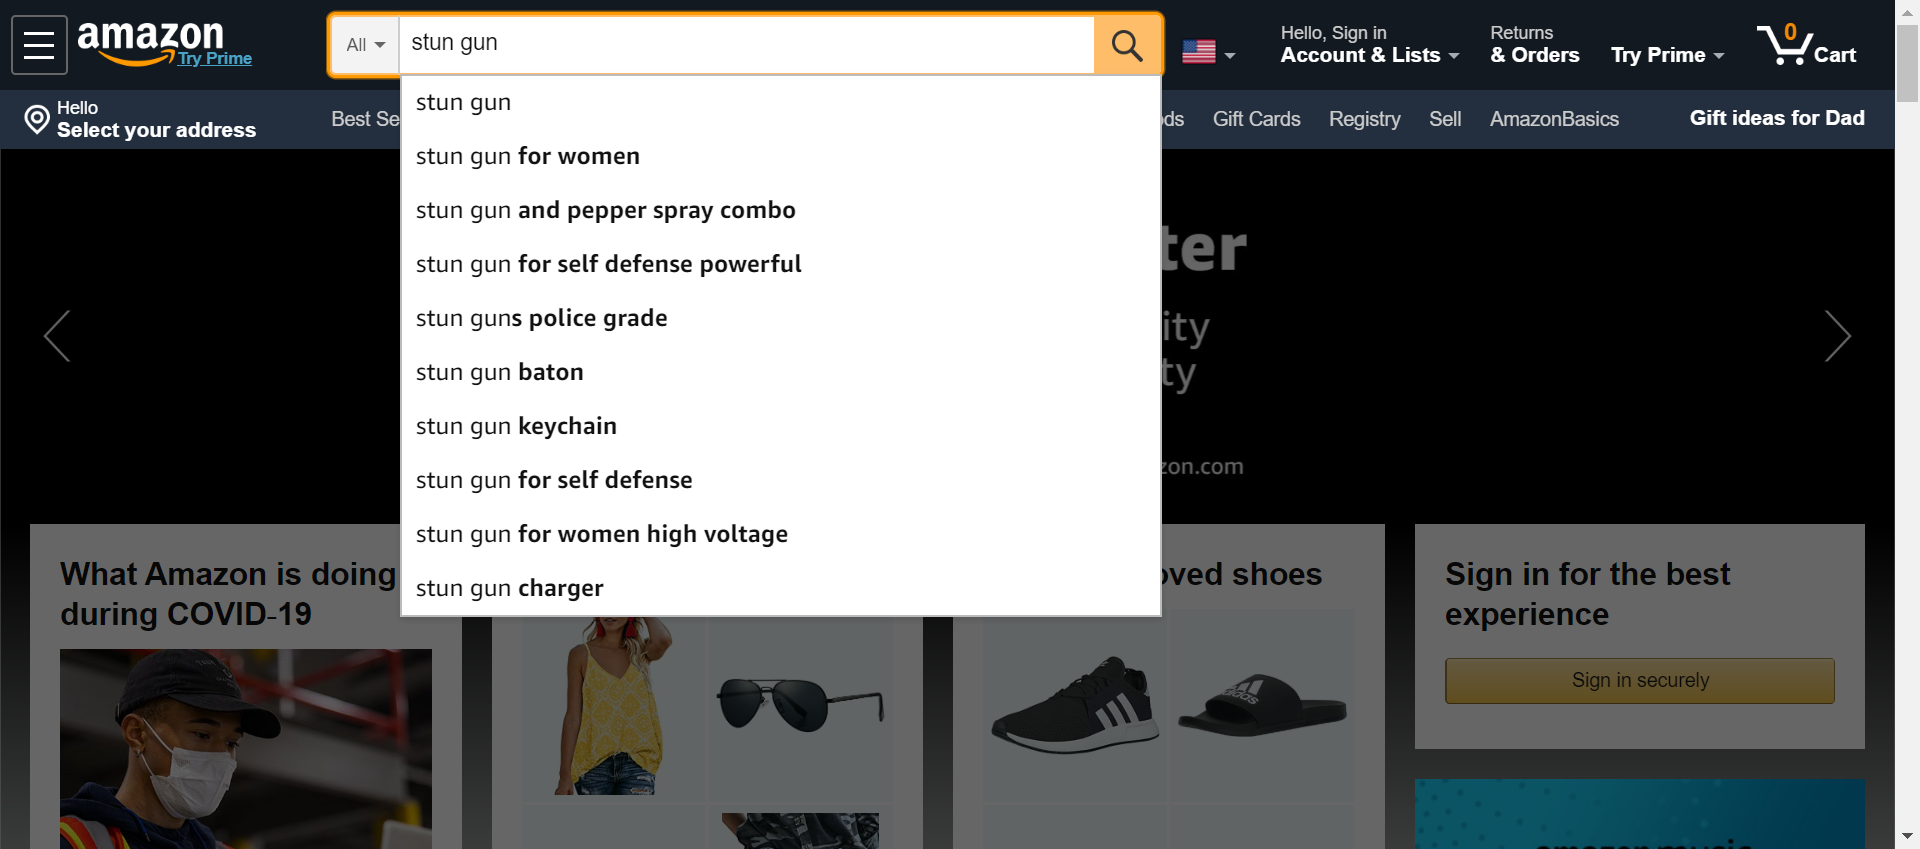 amazon
Try Prime
All
stun gun
Hello, Sign in
Account & Lists
Returns
& Orders
Try Prime
0
Cart
Hello
Select your address
Best Se
ds
Gift Cards
Registry
Sell
AmazonBasics
Gift ideas for Dad
stun gun
stun gun for women
stun gun and pepper spray combo
stun gun for self defense powerful
stun guns police grade
stun gun baton
stun gun keychain
stun gun for self defense
stun gun for women high voltage
stun gun charger
ter
ity
ty
zon.com
What Amazon is doing
during COVID-19
oved shoes
adidas
Sign in for the best
experience
Sign in securely
amazon music